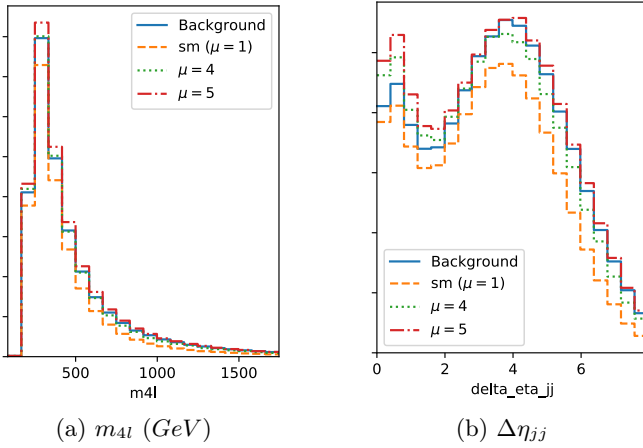 Background
sm (μ = 1)
μ = 4
μ = 5
500
1000
1500
m4l
(a) m4l (GeV)
Background
sm (μ = 1)
μ = 4
μ = 5
0
2
4
6
delta_eta_jj
(b) Δηjj